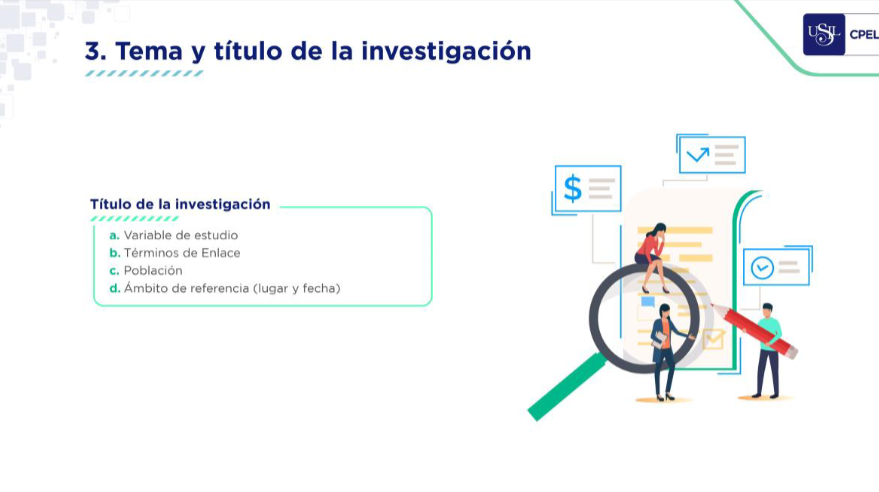 3. Tema y título de la investigación
USIL
CPEL
Título de la investigación
a. Variable de estudio
b. Términos de Enlace
c. Población
d. Ámbito de referencia (lugar y fecha)
$